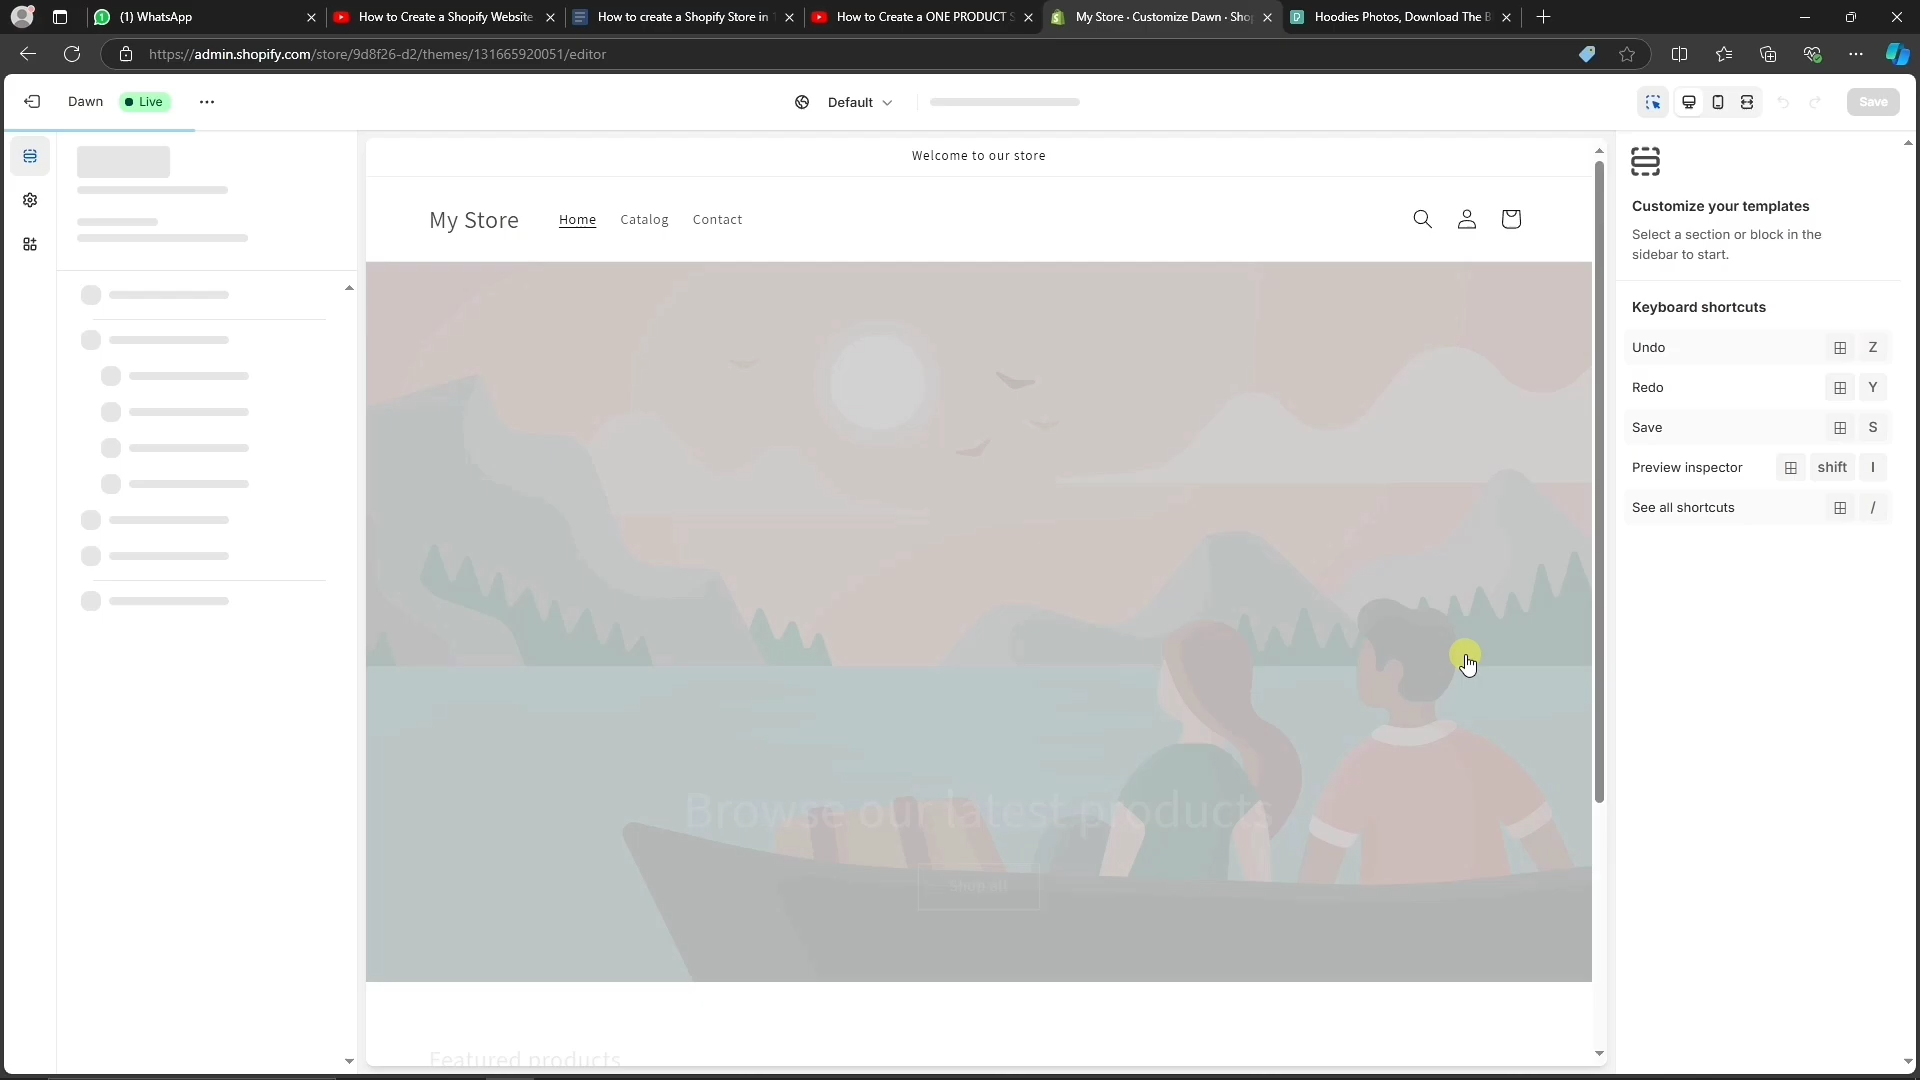 (1) WhatsApp
How to Create a Shopify Website
How to create a Shopify Store in
How to Create a ONE PRODUCT S
My Store · Customize Dawn · Sho
Hoodies Photos, Download The B
https://admin.shopify.com/store/9d8f26-d2/themes/131665920051/editor
Dawn
Live
Default
Save
Welcome to our store
My Store
Home
Catalog
Contact
Browse our latest products
Shop all
Featured products
Customize your templates
Select a section or block in the
sidebar to start.
Keyboard shortcuts
Undo
Z
Redo
Y
Save
S
Preview inspector
shift
I
See all shortcuts
/